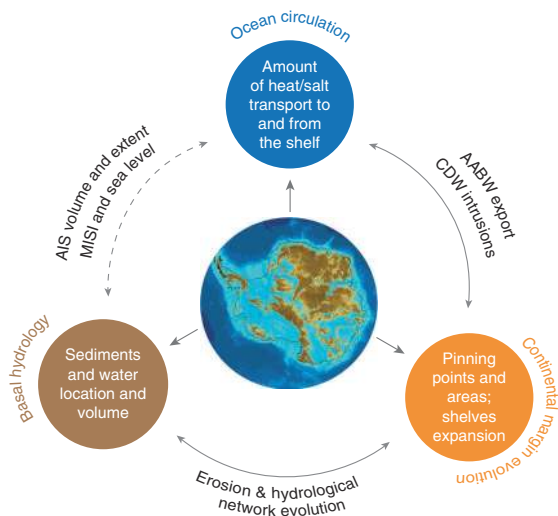 Ocean circulation
Amount
of heat/salt
transport to
and from
the shelf
AIS volume and extent
MISI and sea level
AABW export
CDW intrusions
Basal hydrology
Sediments
and water
location and
volume
Pinning
points and
areas;
shelves
expansion
Continental margin evolution
Erosion & hydrological
network evolution